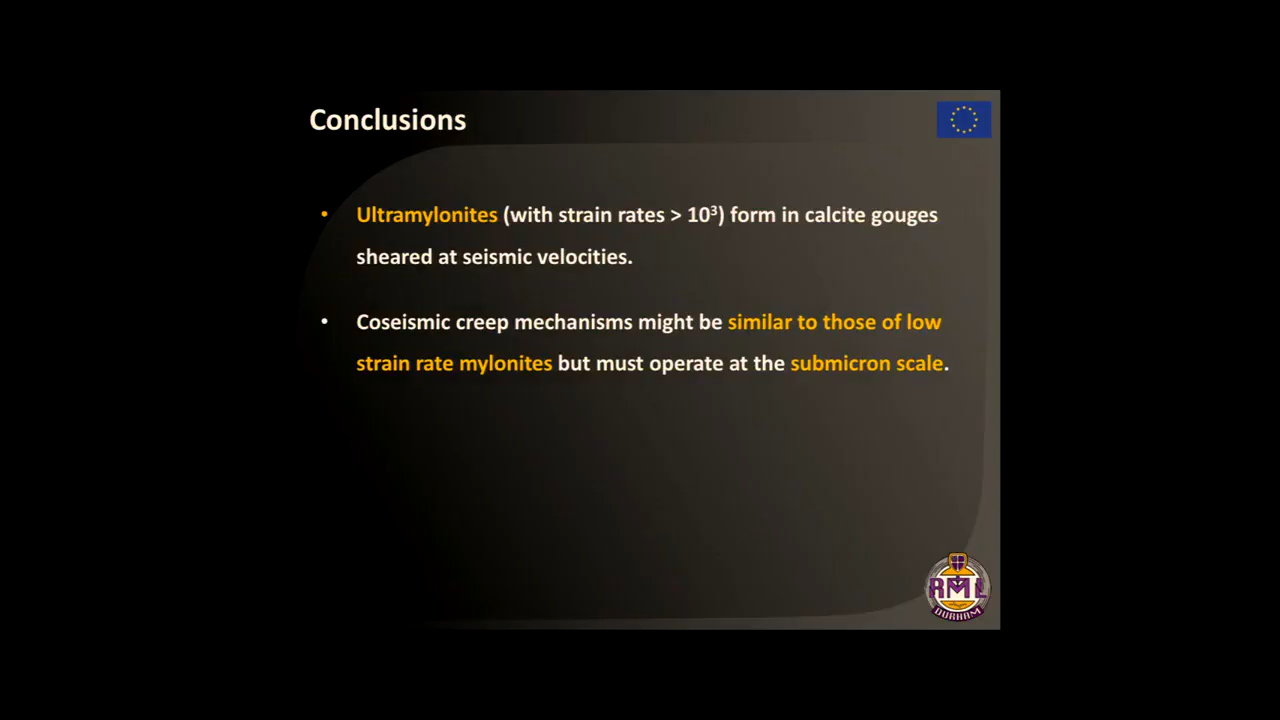 Conclusions
• Ultramylonites (with strain rates > 10³) form in calcite gouges
sheared at seismic velocities.
• Coseismic creep mechanisms might be similar to those of low
strain rate mylonites but must operate at the submicron scale.
RML
DURHAM